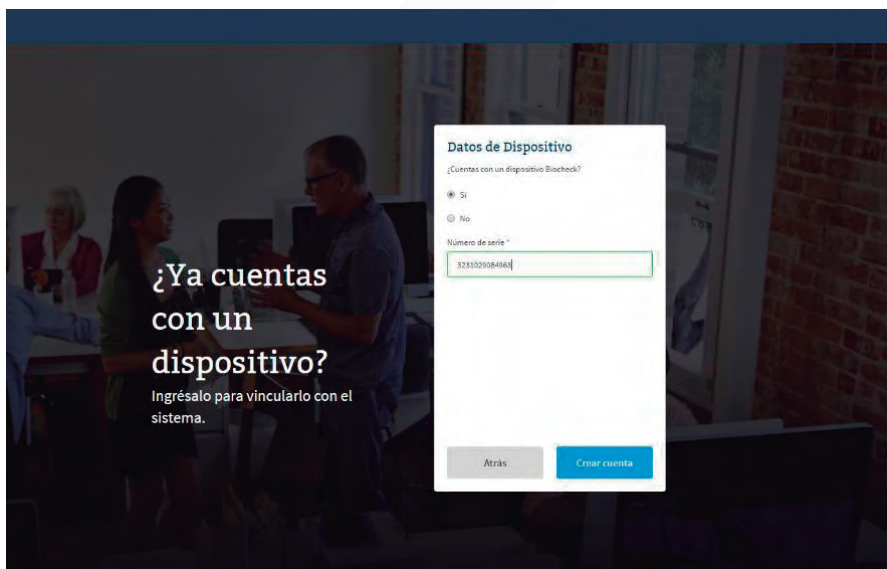 ¿Ya cuentas
con un
dispositivo?
Ingrésalo para vincularlo con el
sistema.
Datos de Dispositivo
¿Cuentas con un dispositivo Biocheck?
Si
No
Número de serie *
3231029084963
Atrás
Crear cuenta